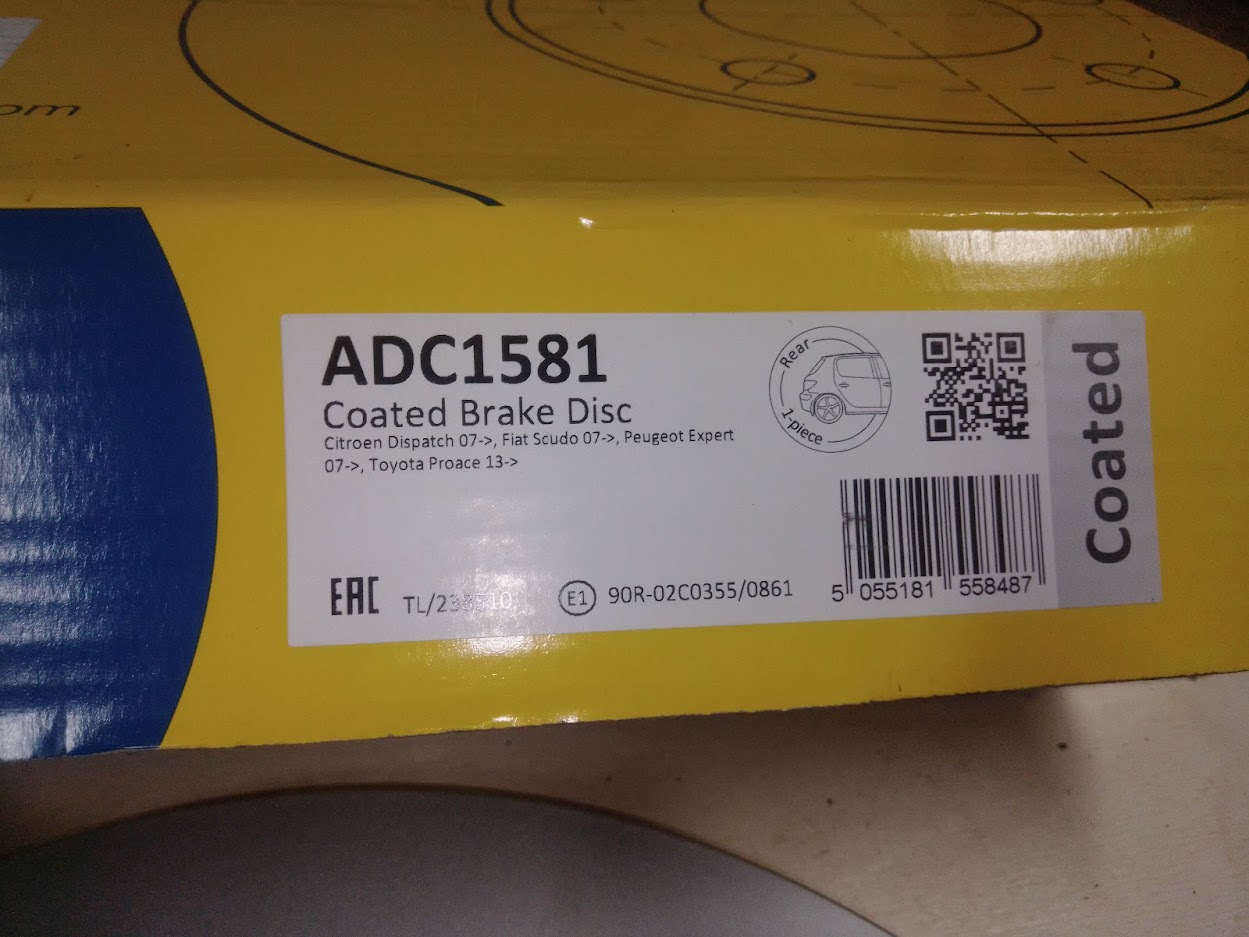 om
ADC1581
Coated Brake Disc
Citroen Dispatch 07->, Fiat Scudo 07->, Peugeot Expert
07->, Toyota Proace 13->
Rear
1-piece
Coated
EAC
E1
90R-02C0355/0861
5 055181 558487